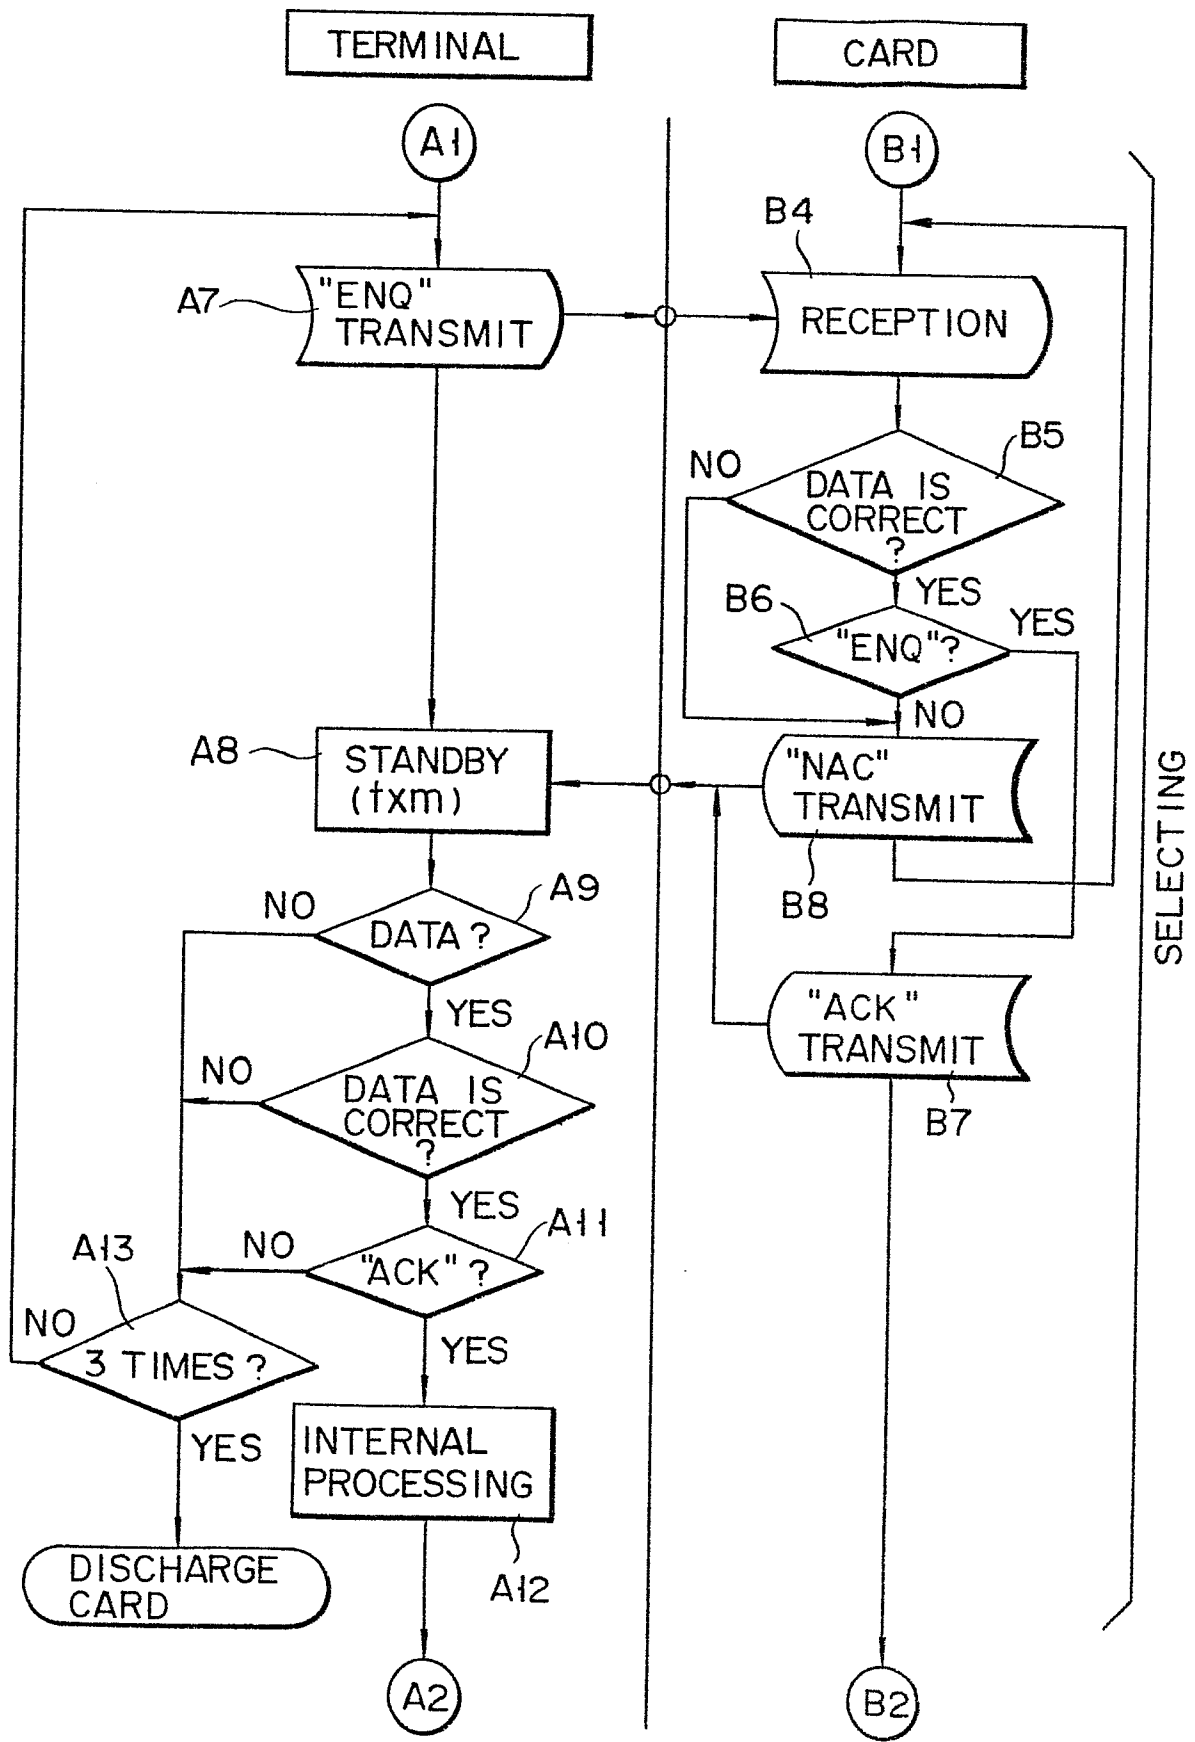 TERMINAL
CARD
A1
B1
B4
A7
"ENQ"
TRANSMIT
RECEPTION
B5
NO
DATA IS
CORRECT
?
YES
B6
"ENQ"?
YES
NO
A8
STANDBY
(txm)
"NAC"
TRANSMIT
B8
SELECTING
A9
NO
DATA?
YES
"ACK"
TRANSMIT
B7
A10
NO
DATA IS
CORRECT
?
YES
A11
NO
"ACK"?
A13
NO
3 TIMES?
YES
YES
INTERNAL
PROCESSING
A12
DISCHARGE
CARD
A2
B2